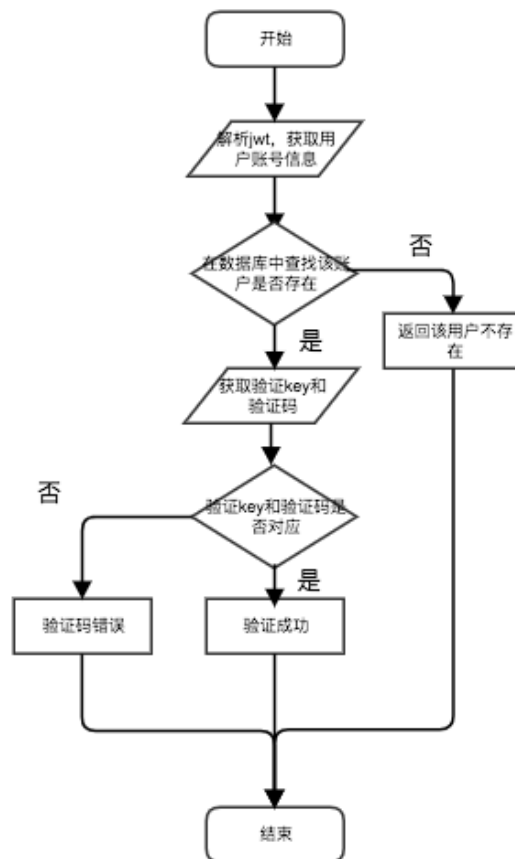 开始
解析jwt，获取用
户账号信息
在数据库中查找该账
户是否存在
否
返回该用户不存
在
是
获取验证key和
验证码
验证key和验证码是
否对应
否
是
验证码错误
验证成功
结束